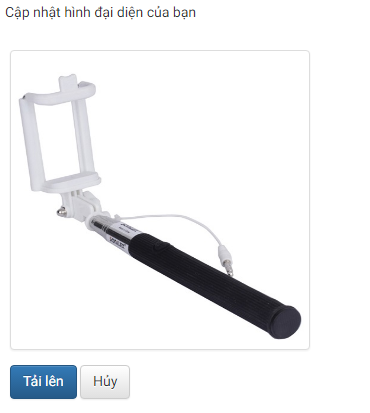 Cập nhật hình đại diện của bạn
Tải lên
Hủy